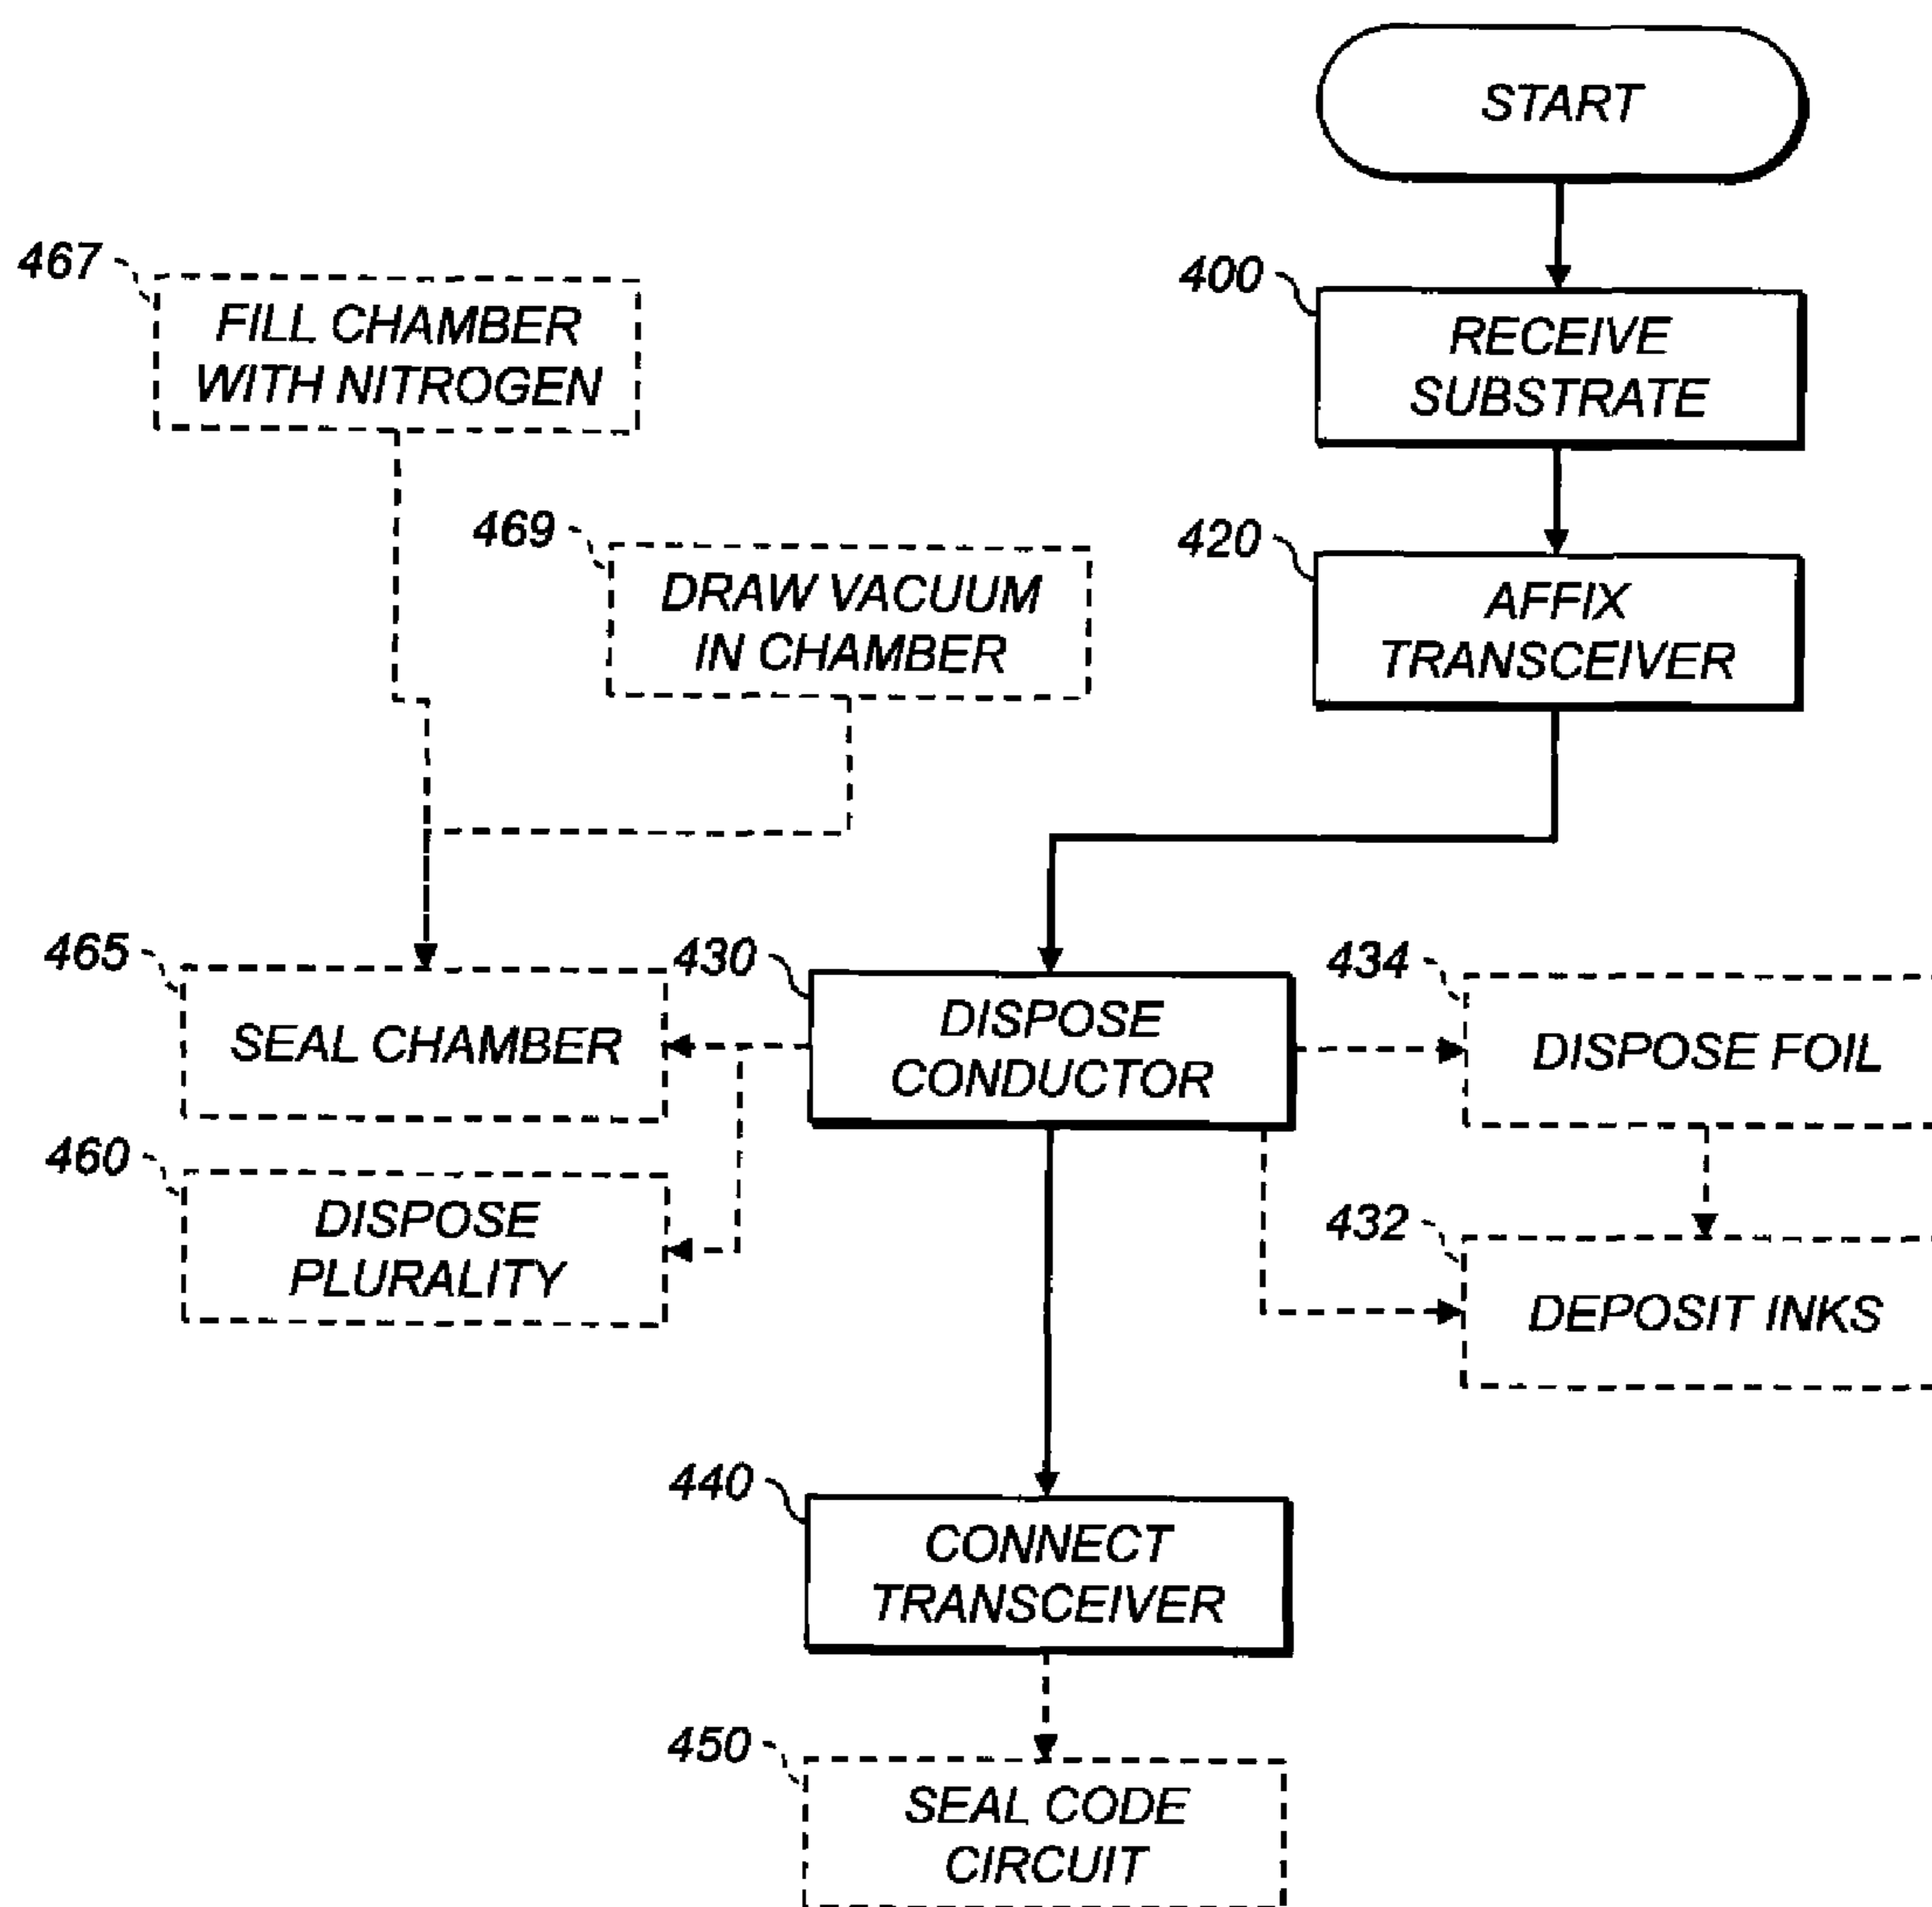 START
467
FILL CHAMBER
WITH NITROGEN
400
RECEIVE
SUBSTRATE
469
DRAW VACUUM
IN CHAMBER
420
AFFIX
TRANSCEIVER
465
SEAL CHAMBER
430
DISPOSE
CONDUCTOR
434
DISPOSE FOIL
460
DISPOSE
PLURALITY
432
DEPOSIT INKS
440
CONNECT
TRANSCEIVER
450
SEAL CODE
CIRCUIT